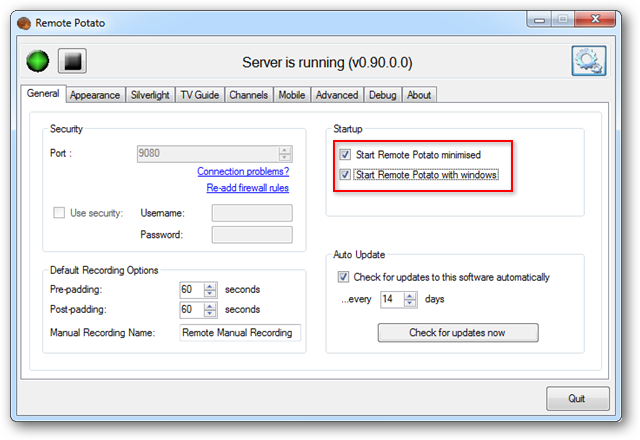 Remote Potato
Server is running (v0.90.0.0)
General Appearance Silverlight TV Guide Channels Mobile Advanced Debug About
Security
Port : 9080
Connection problems?
Re-add firewall rules
Use security: Username:
Password:
Default Recording Options
Pre-padding: 60 seconds
Post-padding: 60 seconds
Manual Recording Name: Remote Manual Recording
Startup
Start Remote Potato minimised
Start Remote Potato with windows
Auto Update
Check for updates to this software automatically
...every 14 days
Check for updates now
Quit